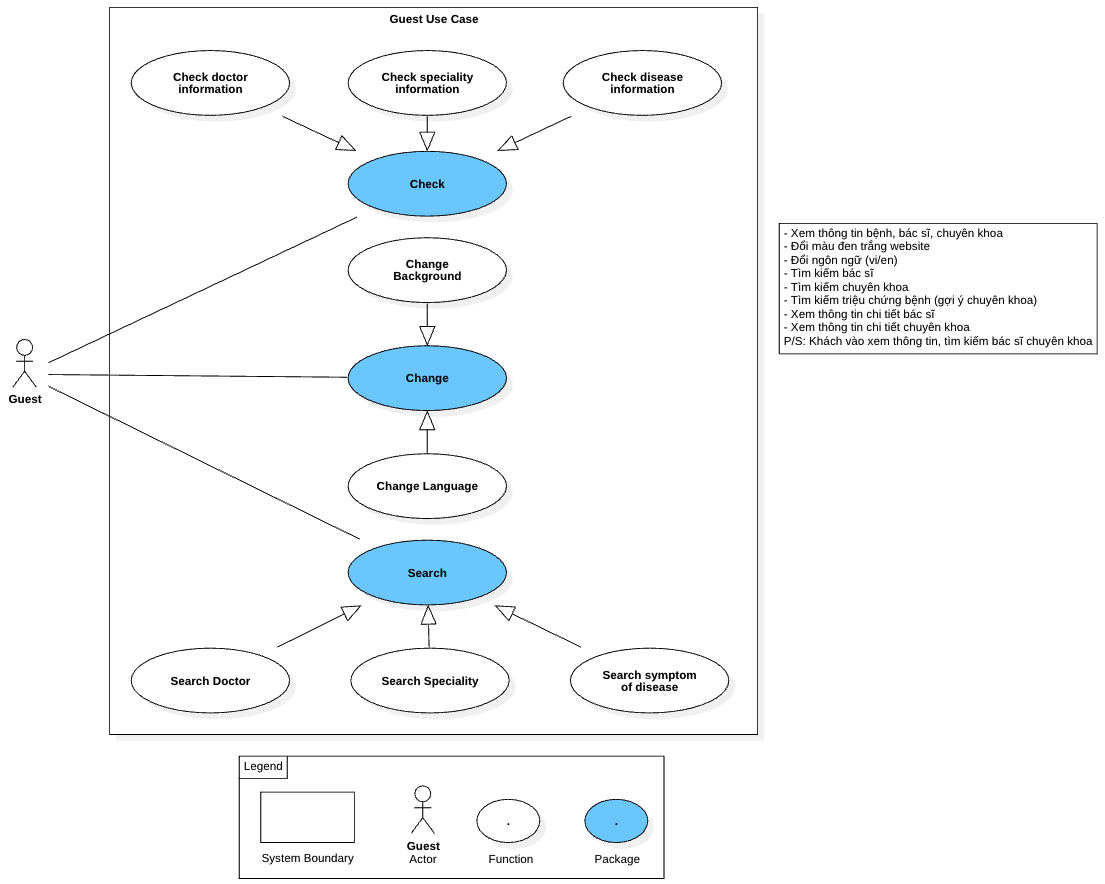 Guest Use Case
Check doctor
information
Check speciality
information
Check disease
information
Check
Change
Background
- Xem thông tin bệnh, bác sĩ, chuyên khoa
- Đổi màu đen trắng website
- Đổi ngôn ngữ (vi/en)
- Tìm kiếm bác sĩ
- Tìm kiếm chuyên khoa
- Tìm kiếm triệu chứng bệnh (gợi ý chuyên khoa)
- Xem thông tin chi tiết bác sĩ
- Xem thông tin chi tiết chuyên khoa
P/S: Khách vào xem thông tin, tìm kiếm bác sĩ chuyên khoa
Guest
Change
Change Language
Search
Search Doctor
Search Speciality
Search symptom
of disease
Legend
.
.
System Boundary
Guest
Actor
Function
Package